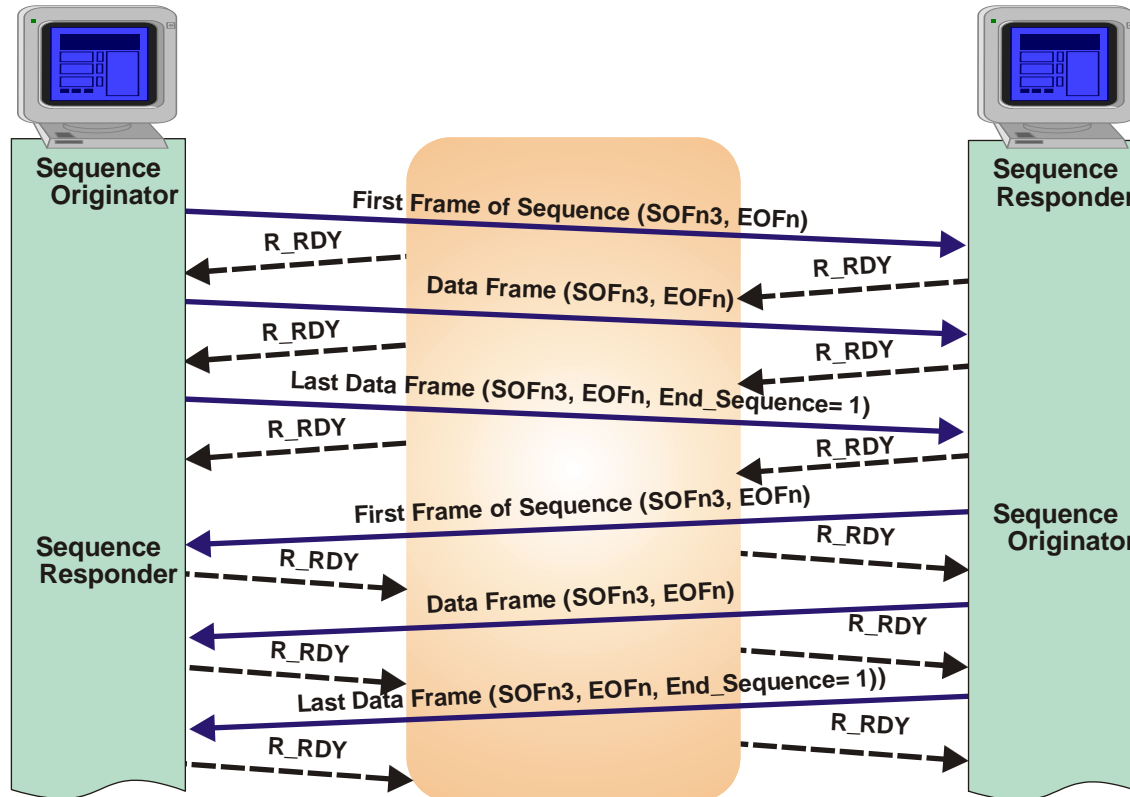 Sequence
Originator
Sequence
Responder
First Frame of Sequence (SOFn3, EOFn)
R_RDY
R_RDY
Data Frame (SOFn3, EOFn)
R_RDY
R_RDY
Last Data Frame (SOFn3, EOFn, End_Sequence= 1)
R_RDY
R_RDY
First Frame of Sequence (SOFn3, EOFn)
Sequence
Originator
Sequence
Responder
R_RDY
R_RDY
Data Frame (SOFn3, EOFn)
R_RDY
R_RDY
Last Data Frame (SOFn3, EOFn, End_Sequence= 1))
R_RDY
R_RDY